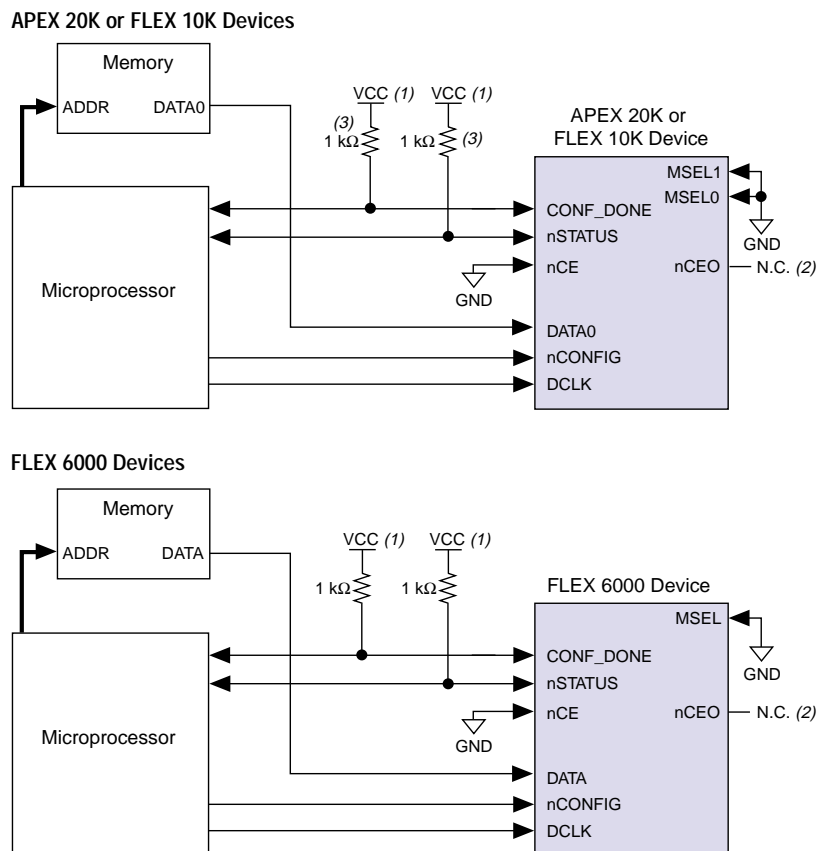 APEX 20K or FLEX 10K Devices
Memory
ADDR DATA0
VCC (1) VCC (1)
(3)
1 kΩ 1 kΩ (3)
APEX 20K or
FLEX 10K Device
MSEL1
MSEL0
GND
CONF_DONE
nSTATUS
nCE nCEO N.C. (2)
GND
Microprocessor
DATA0
nCONFIG
DCLK
FLEX 6000 Devices
Memory
ADDR DATA
VCC (1) VCC (1)
1 kΩ 1 kΩ
FLEX 6000 Device
MSEL
GND
CONF_DONE
nSTATUS
nCE nCEO N.C. (2)
GND
Microprocessor
DATA
nCONFIG
DCLK